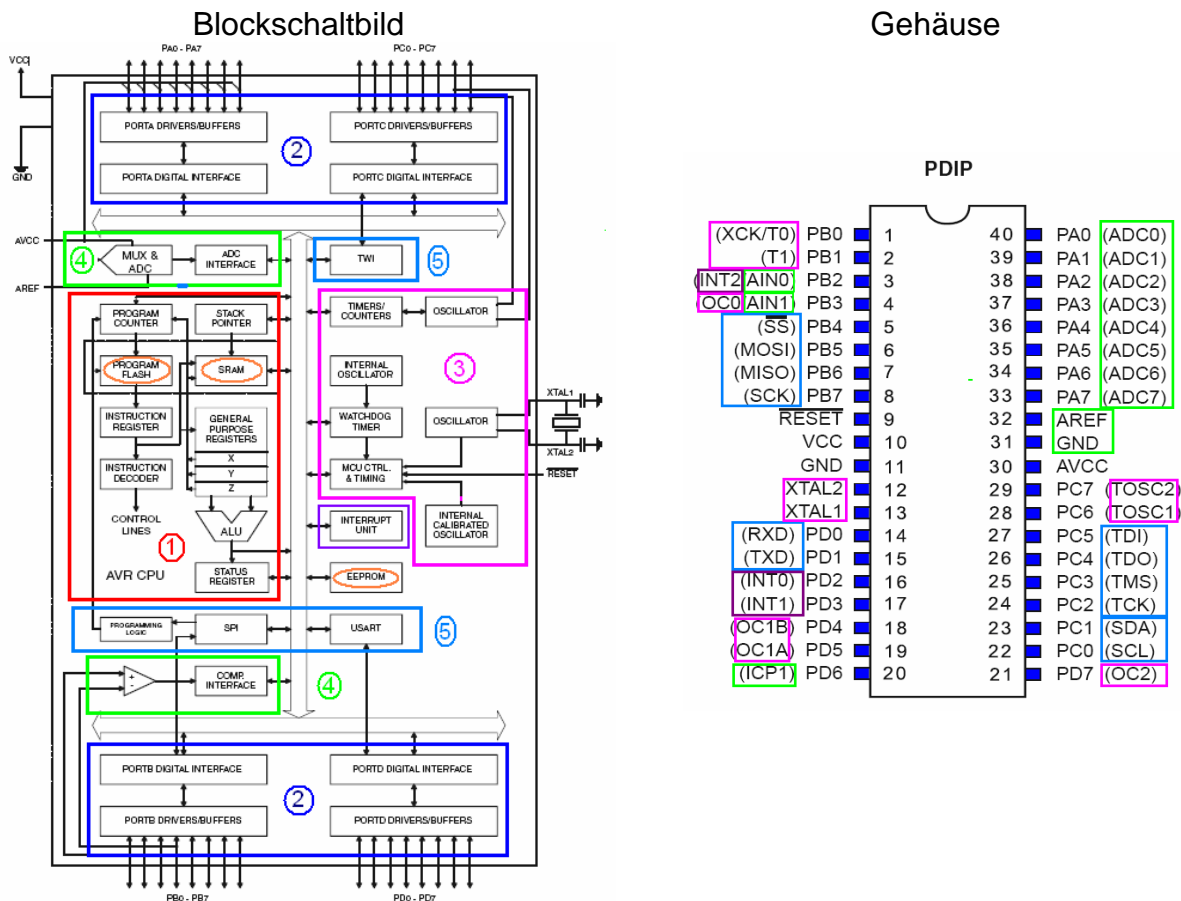 Blockschaltbild
Gehäuse
PA0 - PA7
PC0 - PC7
VCC
GND
PORTA DRIVERS/BUFFERS
PORTC DRIVERS/BUFFERS
2
PORTA DIGITAL INTERFACE
PORTC DIGITAL INTERFACE
AVCC
AREF
4
MUX &
ADC
ADC
INTERFACE
TWI
5
PROGRAM
COUNTER
STACK
POINTER
TIMERS/
COUNTERS
OSCILLATOR
PROGRAM
FLASH
SRAM
INTERNAL
OSCILLATOR
3
INSTRUCTION
REGISTER
GENERAL
PURPOSE
REGISTERS
X
Y
Z
WATCHDOG
TIMER
OSCILLATOR
XTAL1
XTAL2
INSTRUCTION
DECODER
MCU CTRL.
& TIMING
RESET
CONTROL
LINES
ALU
INTERRUPT
UNIT
INTERNAL
CALIBRATED
OSCILLATOR
1
AVR CPU
STATUS
REGISTER
EEPROM
PROGRAMMING
LOGIC
SPI
USART
5
+
-
COMP.
INTERFACE
4
PORTB DIGITAL INTERFACE
PORTD DIGITAL INTERFACE
2
PORTB DRIVERS/BUFFERS
PORTD DRIVERS/BUFFERS
PB0 - PB7
PD0 - PD7
PDIP
(XCK/T0) PB0 1 40 PA0 (ADC0)
(T1) PB1 2 39 PA1 (ADC1)
(INT2/AIN0) PB2 3 38 PA2 (ADC2)
(OC0/AIN1) PB3 4 37 PA3 (ADC3)
(SS) PB4 5 36 PA4 (ADC4)
(MOSI) PB5 6 35 PA5 (ADC5)
(MISO) PB6 7 34 PA6 (ADC6)
(SCK) PB7 8 33 PA7 (ADC7)
RESET 9 32 AREF
VCC 10 31 GND
GND 11 30 AVCC
XTAL2 12 29 PC7 (TOSC2)
XTAL1 13 28 PC6 (TOSC1)
(RXD) PD0 14 27 PC5 (TDI)
(TXD) PD1 15 26 PC4 (TDO)
(INT0) PD2 16 25 PC3 (TMS)
(INT1) PD3 17 24 PC2 (TCK)
(OC1B) PD4 18 23 PC1 (SDA)
(OC1A) PD5 19 22 PC0 (SCL)
(ICP1) PD6 20 21 PD7 (OC2)